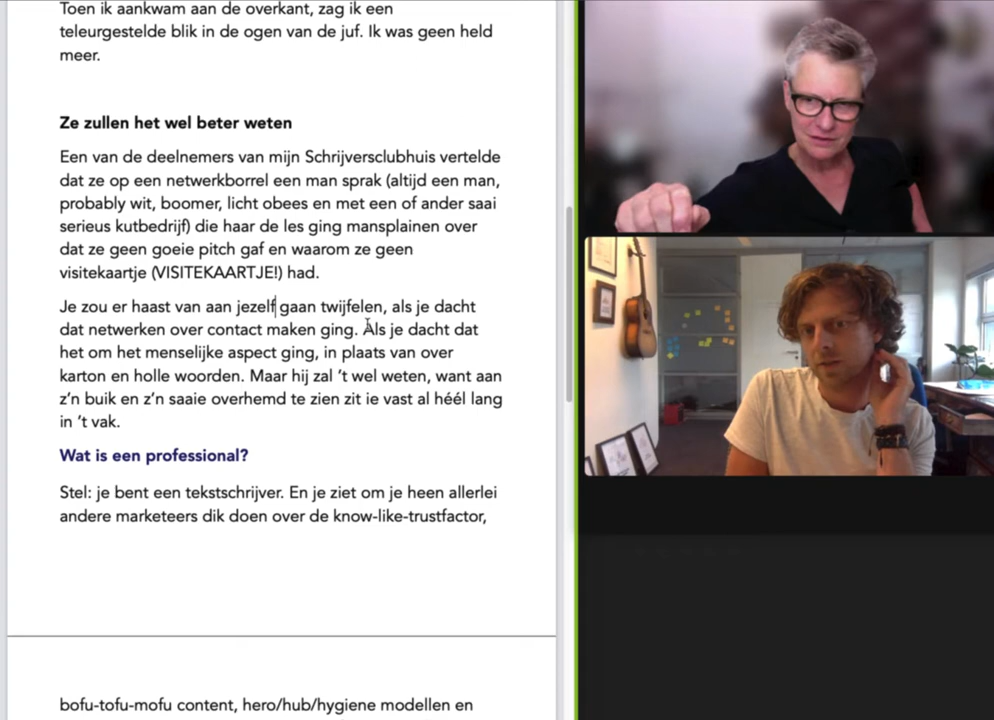 Toen ik aankwam aan de overkant, zag ik een
teleurgestelde blik in de ogen van de juf. Ik was geen held
meer.
Ze zullen het wel beter weten
Een van de deelnemers van mijn Schrijversclubhuis vertelde
dat ze op een netwerkborrel een man sprak (altijd een man,
probably wit, boomer, licht obees en met een of ander saai
serieus kutbedrijf) die haar de les ging mansplainen over
dat ze geen goeie pitch gaf en waarom ze geen
visitekaartje (VISITEKAARTJE!) had.
Je zou er haast van aan jezelf gaan twijfelen, als je dacht
dat netwerken over contact maken ging. Als je dacht dat
het om het menselijke aspect ging, in plaats van over
karton en holle woorden. Maar hij zal ’t wel weten, want aan
z’n buik en z’n saaie overhemd te zien zit ie vast al héél lang
in ’t vak.
Wat is een professional?
Stel: je bent een tekstschrijver. En je ziet om je heen allerlei
andere marketeers dik doen over de know-like-trustfactor,
bofu-tofu-mofu content, hero/hub/hygiene modellen en